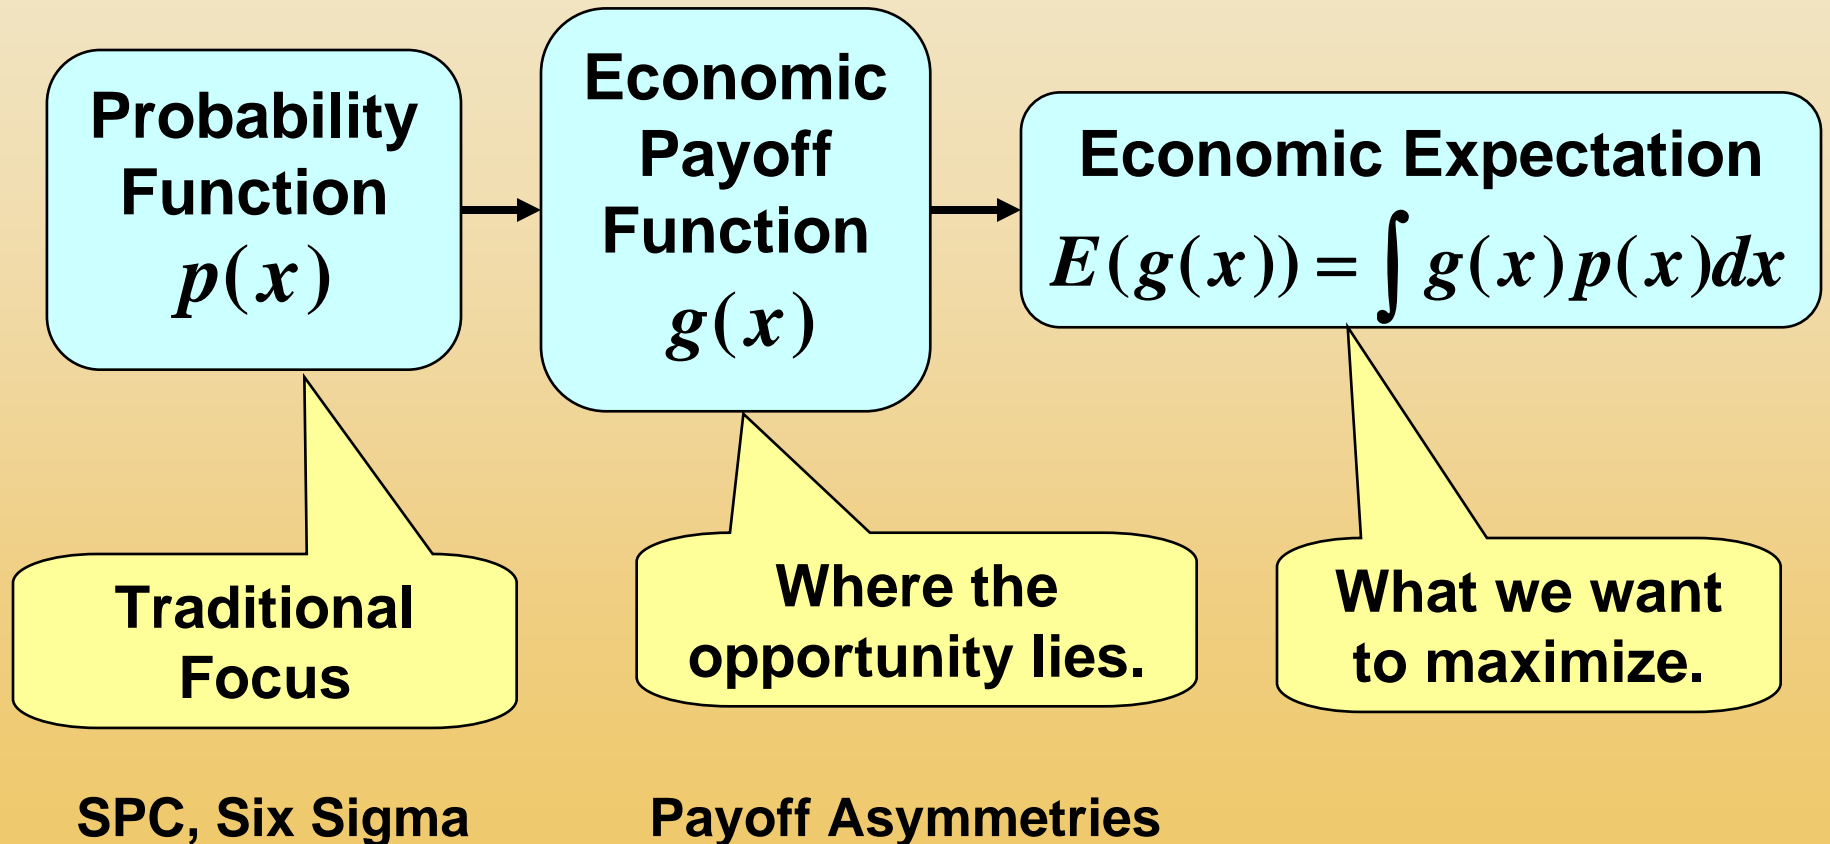 Probability
Function
p(x)
Economic
Payoff
Function
g(x)
Economic Expectation
E(g(x)) = ∫ g(x)p(x)dx
Traditional
Focus
Where the
opportunity lies.
What we want
to maximize.
SPC, Six Sigma
Payoff Asymmetries